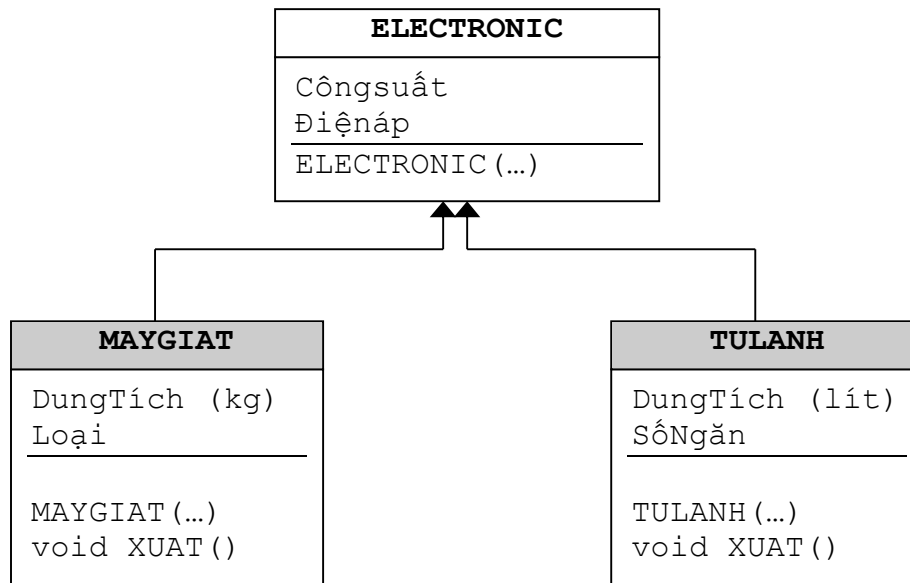 ELECTRONIC
Côngsuất
Điệnáp
ELECTRONIC(…)
MAYGIAT
DungTích (kg)
Loại
MAYGIAT(…)
void XUAT()
TULANH
DungTích (lít)
SốNgăn
TULANH(…)
void XUAT()